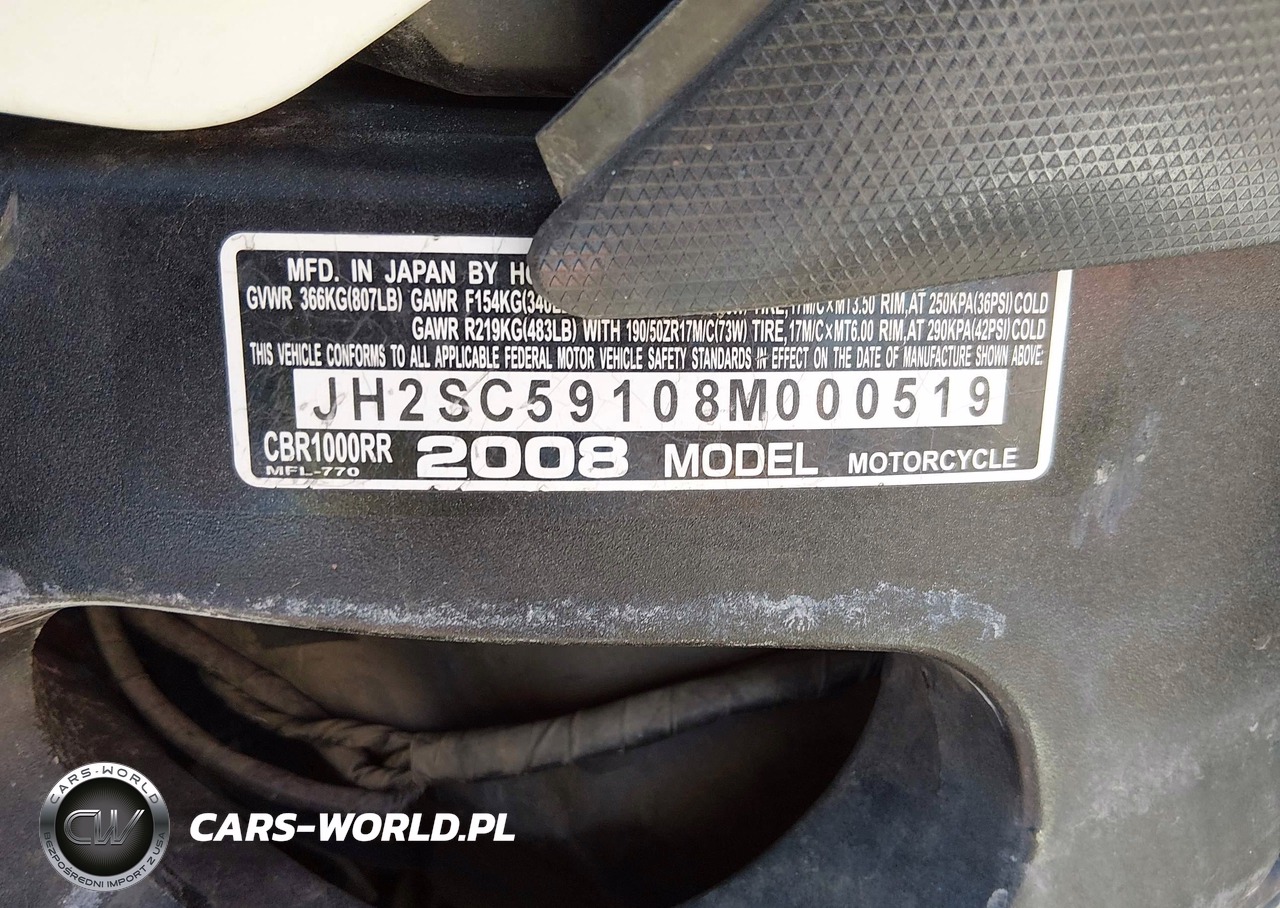 MFD. IN JAPAN BY
GVWR 366KG(807LB) GAWR TIRE,17M/C×MT3.50 RIM,AT 250KPA(36PSI)COLD
GAWR R219KG(483LB) WITH 190/50ZR17M/C(73W) TIRE,17M/C×MT6.00 RIM,AT 290KPA(42PSI) COLD
THIS VEHICLE CONFORMS TO ALL APPLICABLE FEDERAL MOTOR VEHICLE SAFETY STANDARDS IN EFFECT ON THE DATE OF MANUFACTURE SHOWN ABOVE:
JH2SC59108M000519
CBR1000RR 2008 MODEL MOTORCYCLE
MFL-770
CARS-WORLD
CW
BEZPOŚREDNI IMPORT Z USA
CARS-WORLD.PL